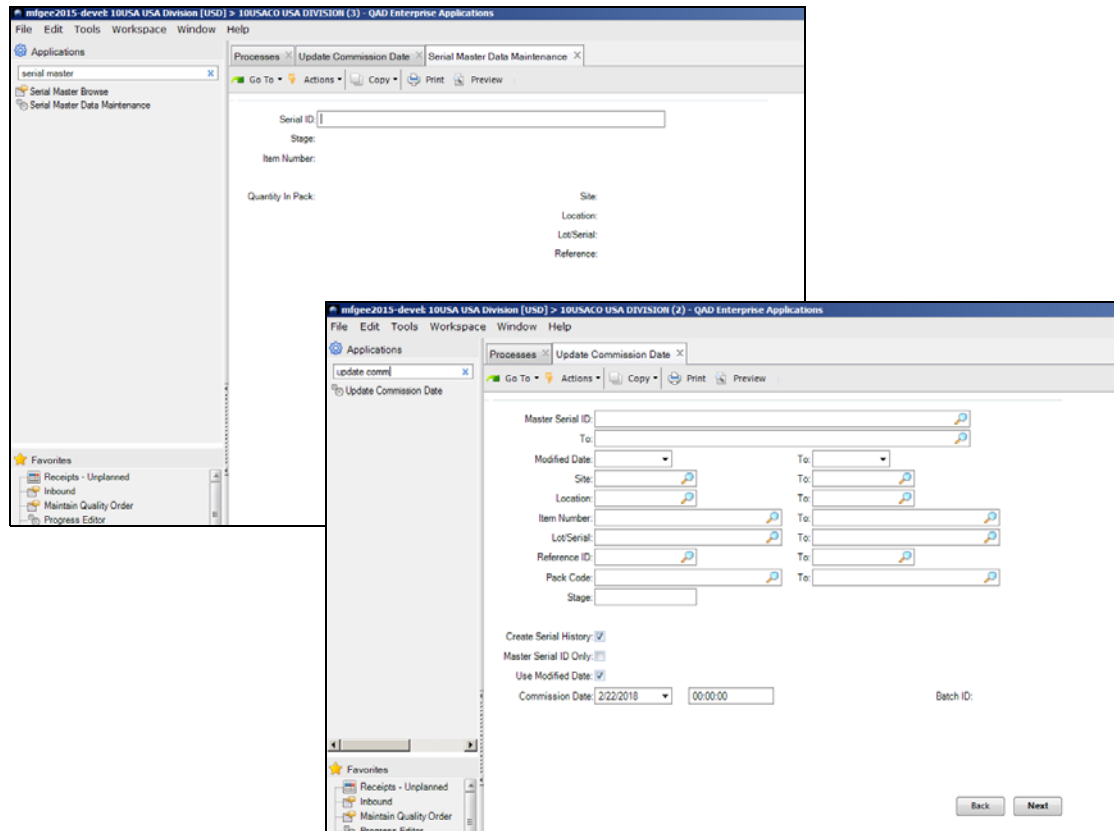 mfgee2015-devel: 10USA USA Division [USD] > 10USACO USA DIVISION (3) - QAD Enterprise Applications
File Edit Tools Workspace Window Help
Applications
serial master
Serial Master Browse
Serial Master Data Maintenance
Processes Update Commission Date Serial Master Data Maintenance
Go To Actions Copy Print Preview
Serial ID:
Stage:
Item Number:
Quantity In Pack: Site:
Location:
Lot/Serial:
Reference:
Favorites
Receipts - Unplanned
Inbound
Maintain Quality Order
Progress Editor
mfgee2015-devel: 10USA USA Division [USD] > 10USACO USA DIVISION (2) - QAD Enterprise Applications
File Edit Tools Workspace Window Help
Applications
update comm
Update Commission Date
Processes Update Commission Date
Go To Actions Copy Print Preview
Master Serial ID:
To:
Modified Date: To:
Site: To:
Location: To:
Item Number: To:
Lot/Serial: To:
Reference ID: To:
Pack Code: To:
Stage:
Create Serial History:
Master Serial ID Only:
Use Modified Date:
Commission Date: 2/22/2018 00:00:00 Batch ID:
Favorites
Receipts - Unplanned
Inbound
Maintain Quality Order
Progress Editor
Back Next